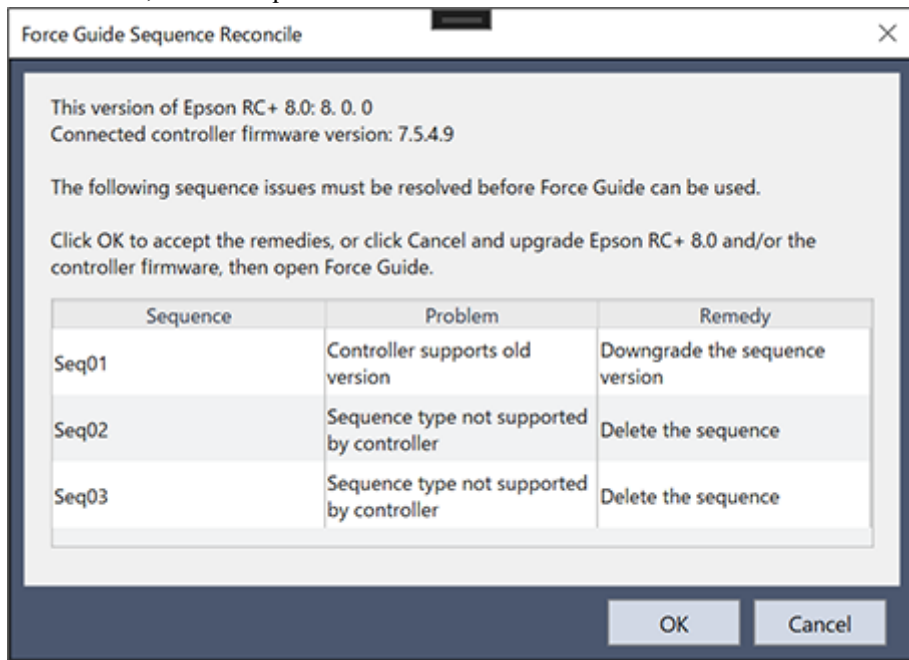 Force Guide Sequence Reconcile
This version of Epson RC+ 8.0: 8. 0. 0
Connected controller firmware version: 7.5.4.9
The following sequence issues must be resolved before Force Guide can be used.
Click OK to accept the remedies, or click Cancel and upgrade Epson RC+ 8.0 and/or the
controller firmware, then open Force Guide.
Sequence Problem Remedy
Seq01 Controller supports old version Downgrade the sequence version
Seq02 Sequence type not supported by controller Delete the sequence
Seq03 Sequence type not supported by controller Delete the sequence
OK Cancel